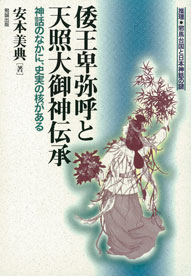 推理●邪馬台国と日本神話の謎
倭王卑弥呼と
天照大御神伝承
神話のなかに、史実の核がある
安本美典[著]
勉誠出版